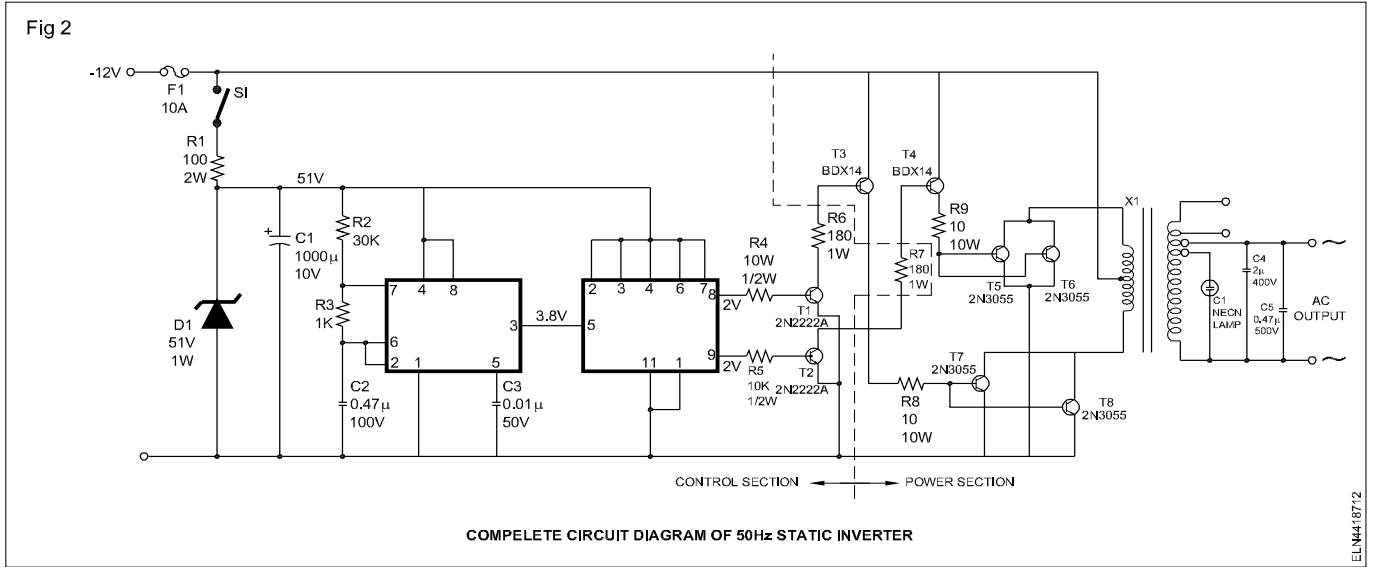 Fig 2
-12V
F1
10A
SI
R1
100
2W
51V
D1
51V
1W
+
C1
1000µ
10V
R2
30K
R3
1K
C2
0.47µ
100V
7
4
8
6
2
3
1
5
C3
0.01µ
50V
3.8V
2
3
4
6
7
5
8
9
11
1
2V
2V
R4
10W
1/2W
R5
10K
1/2W
T1
2N2222A
T2
2N2222A
R6
180
1W
R7
180
1W
T3
BDX14
T4
BDX14
R9
10
10W
T5
2N3055
T6
2N3055
T7
2N3055
T8
2N3055
R8
10
10W
X1
C1
NECN
LAMP
C4
2µ
400V
C5
0.47µ
500V
AC
OUTPUT
CONTROL SECTION
POWER SECTION
COMPELETE CIRCUIT DIAGRAM OF 50Hz STATIC INVERTER
ELN4418712